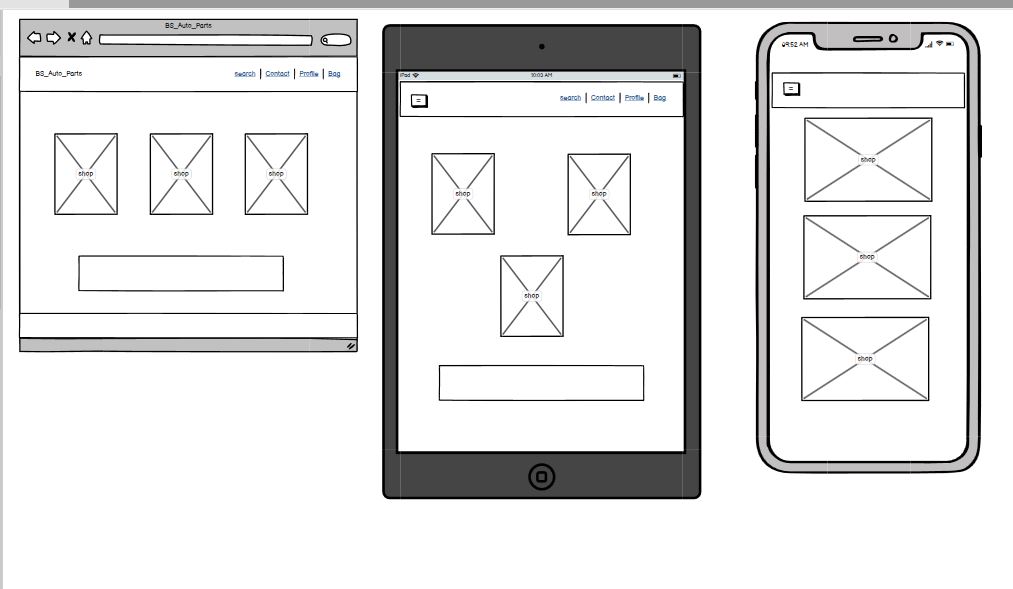 BS_Auto_Parts
BS_Auto_Parts
search | Contact | Profile | Bag
shop shop shop
iPad 10:03 AM
search | Contact | Profile | Bag
shop shop
shop
09:52 AM
shop
shop
shop